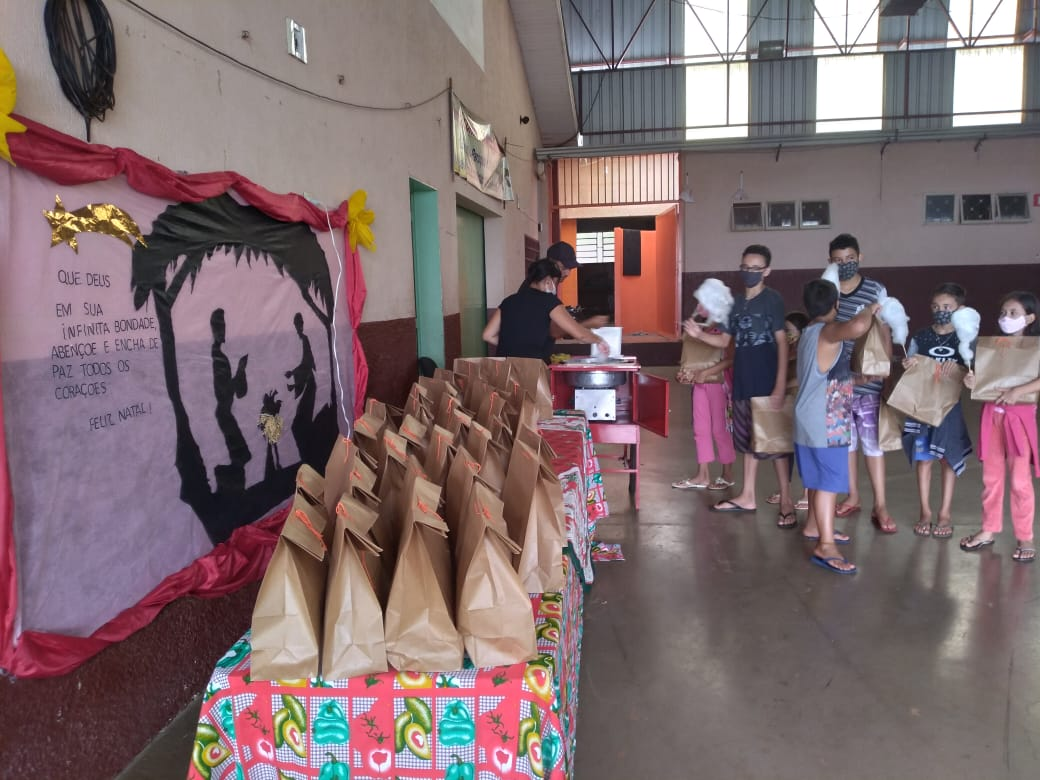 QUE DEUS
EM SUA
INFINITA BONDADE,
ABENÇOE E ENCHA DE
PAZ TODOS OS
CORAÇÕES
FELIZ NATAL!